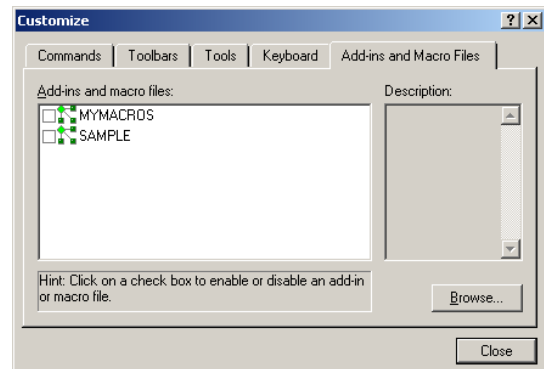 Customize
Commands Toolbars Tools Keyboard Add-ins and Macro Files
Add-ins and macro files:
Description:
MYMACROS
SAMPLE
Hint: Click on a check box to enable or disable an add-in
or macro file.
Browse...
Close